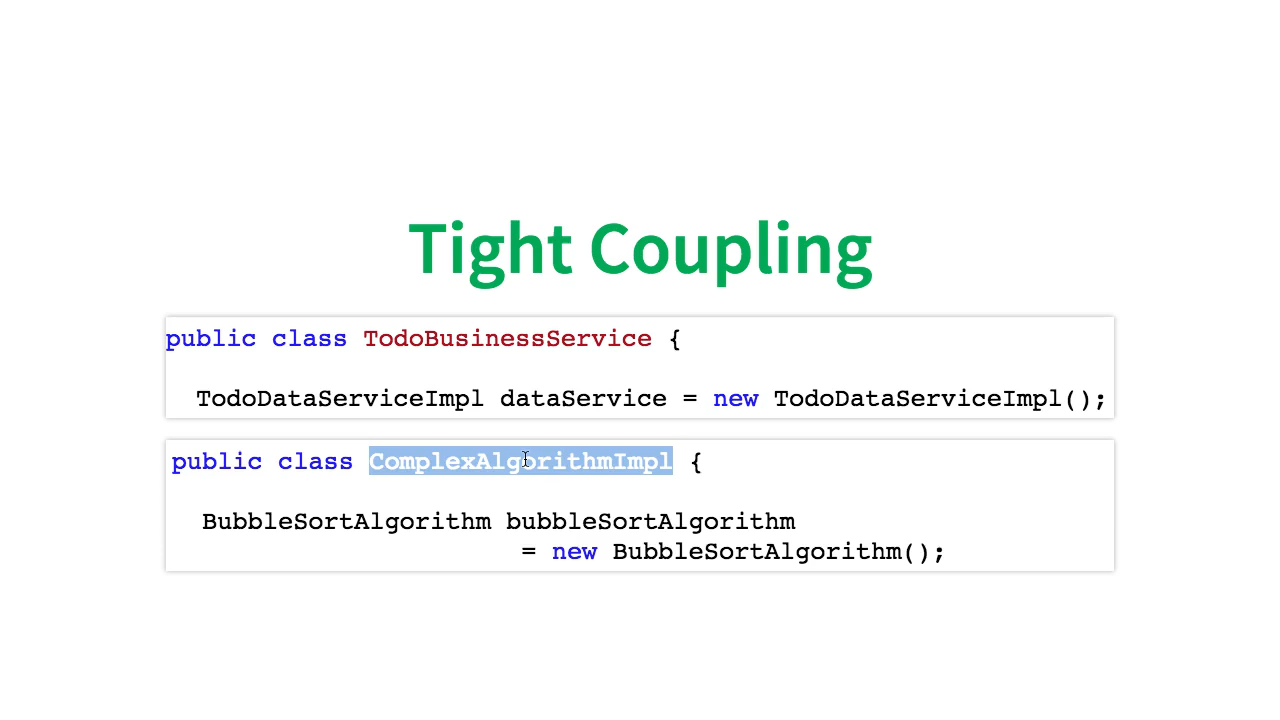 Tight Coupling
public class TodoBusinessService {
TodoDataServiceImpl dataService = new TodoDataServiceImpl();
public class ComplexAlgorithmImpl {
BubbleSortAlgorithm bubbleSortAlgorithm
= new BubbleSortAlgorithm();